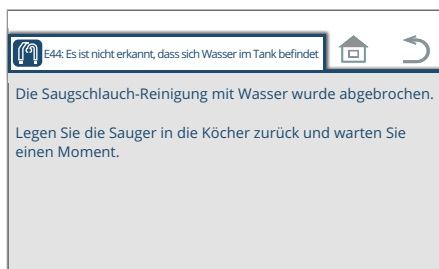 E44: Es ist nicht erkannt, dass sich Wasser im Tank befindet
Die Saugschlauch-Reinigung mit Wasser wurde abgebrochen.
Legen Sie die Sauger in die Köcher zurück und warten Sie
einen Moment.